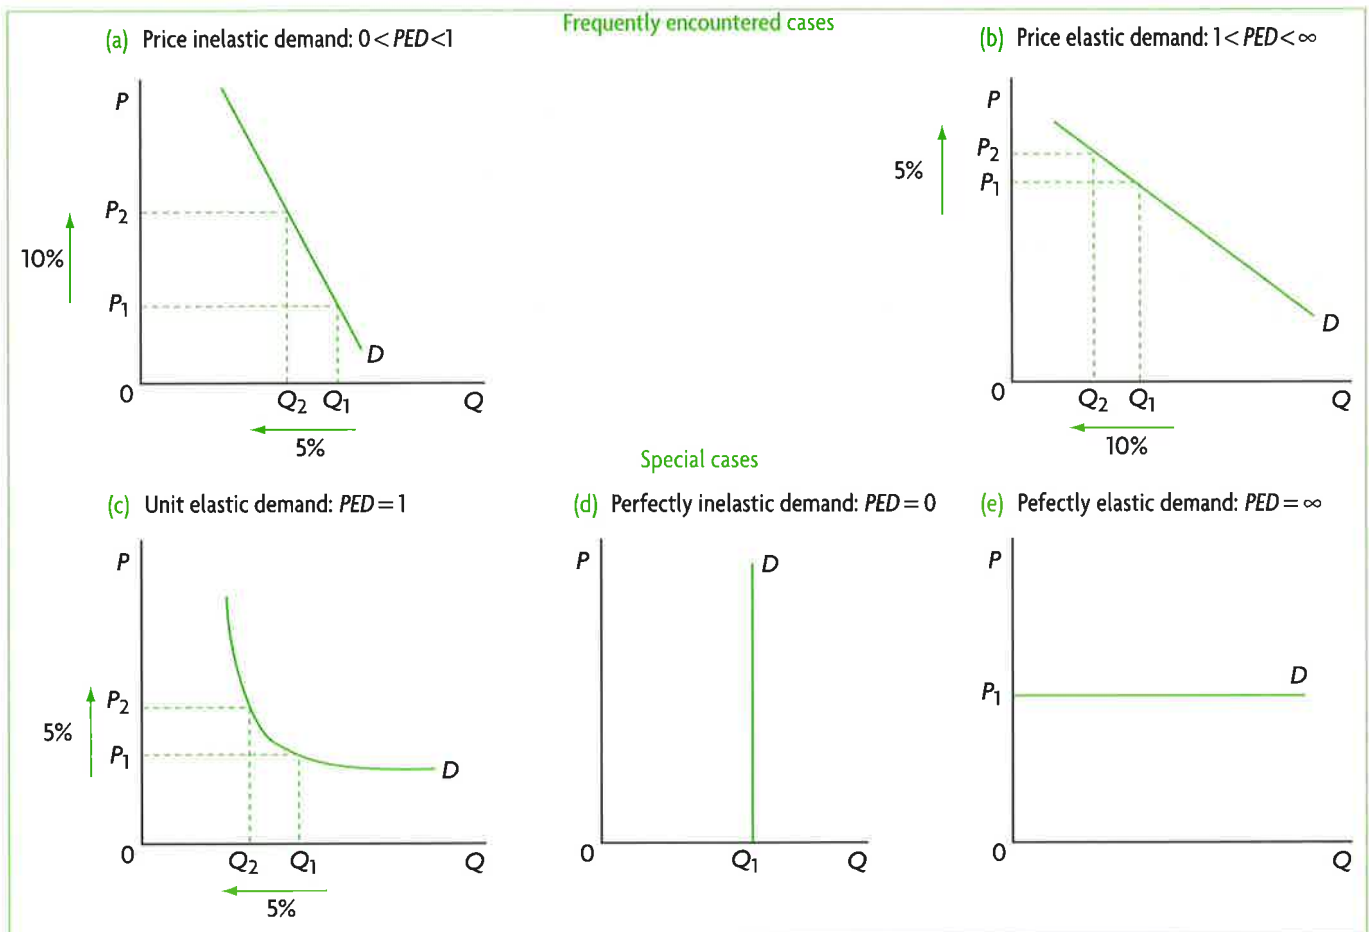 Frequently encountered cases
(a) Price inelastic demand: 0 < PED < 1
P
P2
10%
P1
D
0
Q2 Q1 Q
5%
(b) Price elastic demand: 1 < PED < ∞
P
P2
5%
P1
D
0
Q2 Q1 Q
10%
Special cases
(c) Unit elastic demand: PED = 1
P
P2
5%
P1
D
0
Q2 Q1 Q
5%
(d) Perfectly inelastic demand: PED = 0
P
D
0
Q1 Q
(e) Pefectly elastic demand: PED = ∞
P
D
P1
0
Q